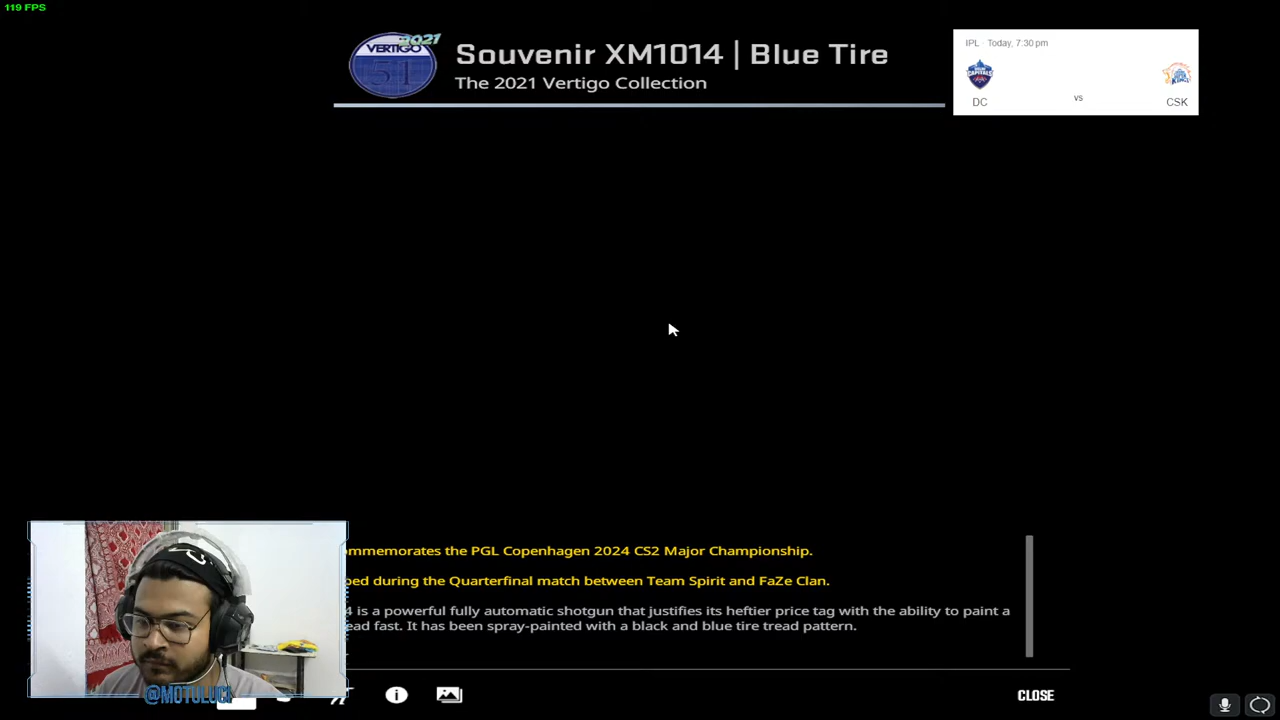 119 FPS
2021
VERTIGO
51
Souvenir XM1014 | Blue Tire
The 2021 Vertigo Collection
IPL · Today, 7:30 pm
DC
vs
CSK
ommemorates the PGL Copenhagen 2024 CS2 Major Championship.
ped during the Quarterfinal match between Team Spirit and FaZe Clan.
4 is a powerful fully automatic shotgun that justifies its heftier price tag with the ability to paint a
ead fast. It has been spray-painted with a black and blue tire tread pattern.
@MOTULUCI
CLOSE